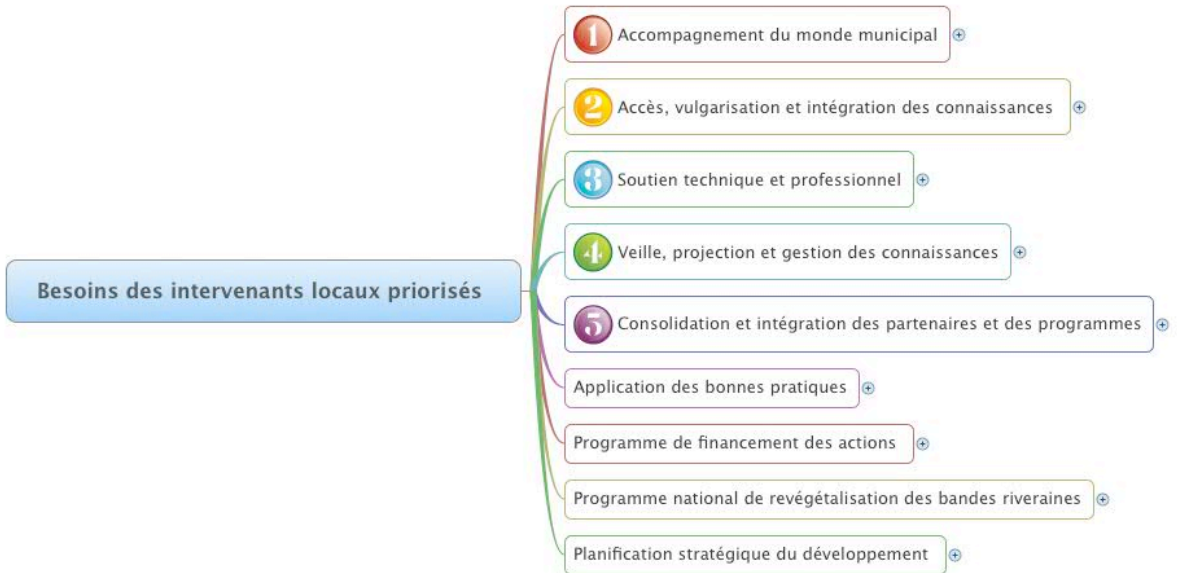 1 Accompagnement du monde municipal
2 Accès, vulgarisation et intégration des connaissances
3 Soutien technique et professionnel
4 Veille, projection et gestion des connaissances
Besoins des intervenants locaux priorisés
5 Consolidation et intégration des partenaires et des programmes
Application des bonnes pratiques
Programme de financement des actions
Programme national de revégétalisation des bandes riveraines
Planification stratégique du développement